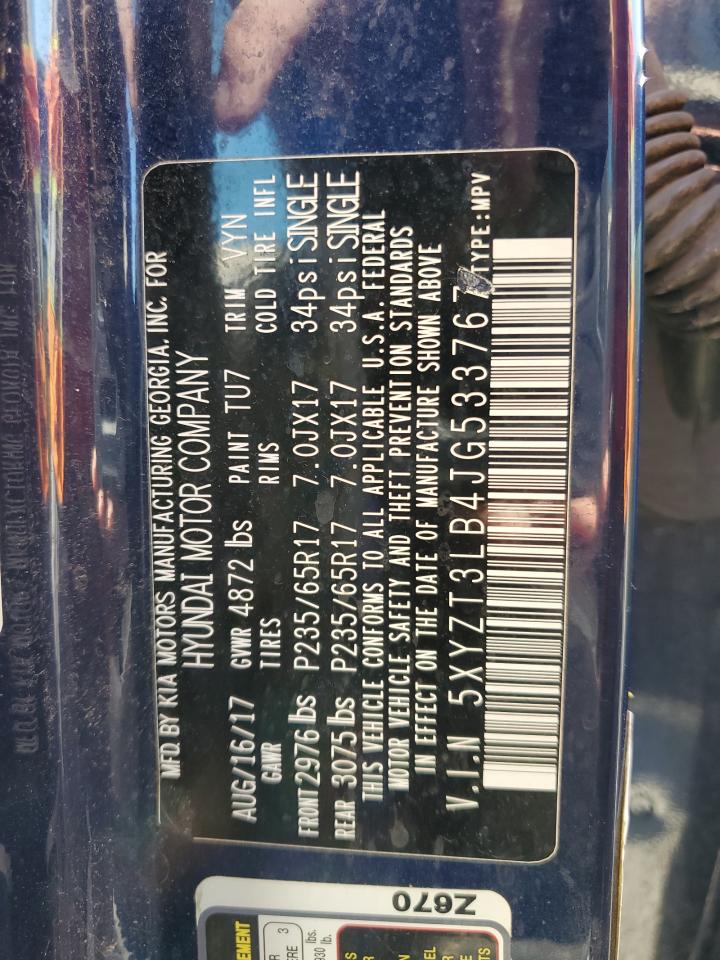 MFD. BY KIA MOTORS MANUFACTURING GEORGIA, INC. FOR
HYUNDAI MOTOR COMPANY
AUG/16/17 GVWR 4872 lbs PAINT TU7 TRIM VYN
GAWR TIRES RIMS COLD TIRE INFL
FRONT 2976 lbs P235/65R17 7.0JX17 34psi SINGLE
REAR 3075 lbs P235/65R17 7.0JX17 34psi SINGLE
THIS VEHICLE CONFORMS TO ALL APPLICABLE U.S.A. FEDERAL
MOTOR VEHICLE SAFETY AND THEFT PREVENTION STANDARDS
IN EFFECT ON THE DATE OF MANUFACTURE SHOWN ABOVE
V.I.N 5XYZT3LB4JG533767 TYPE:MPV
Z670